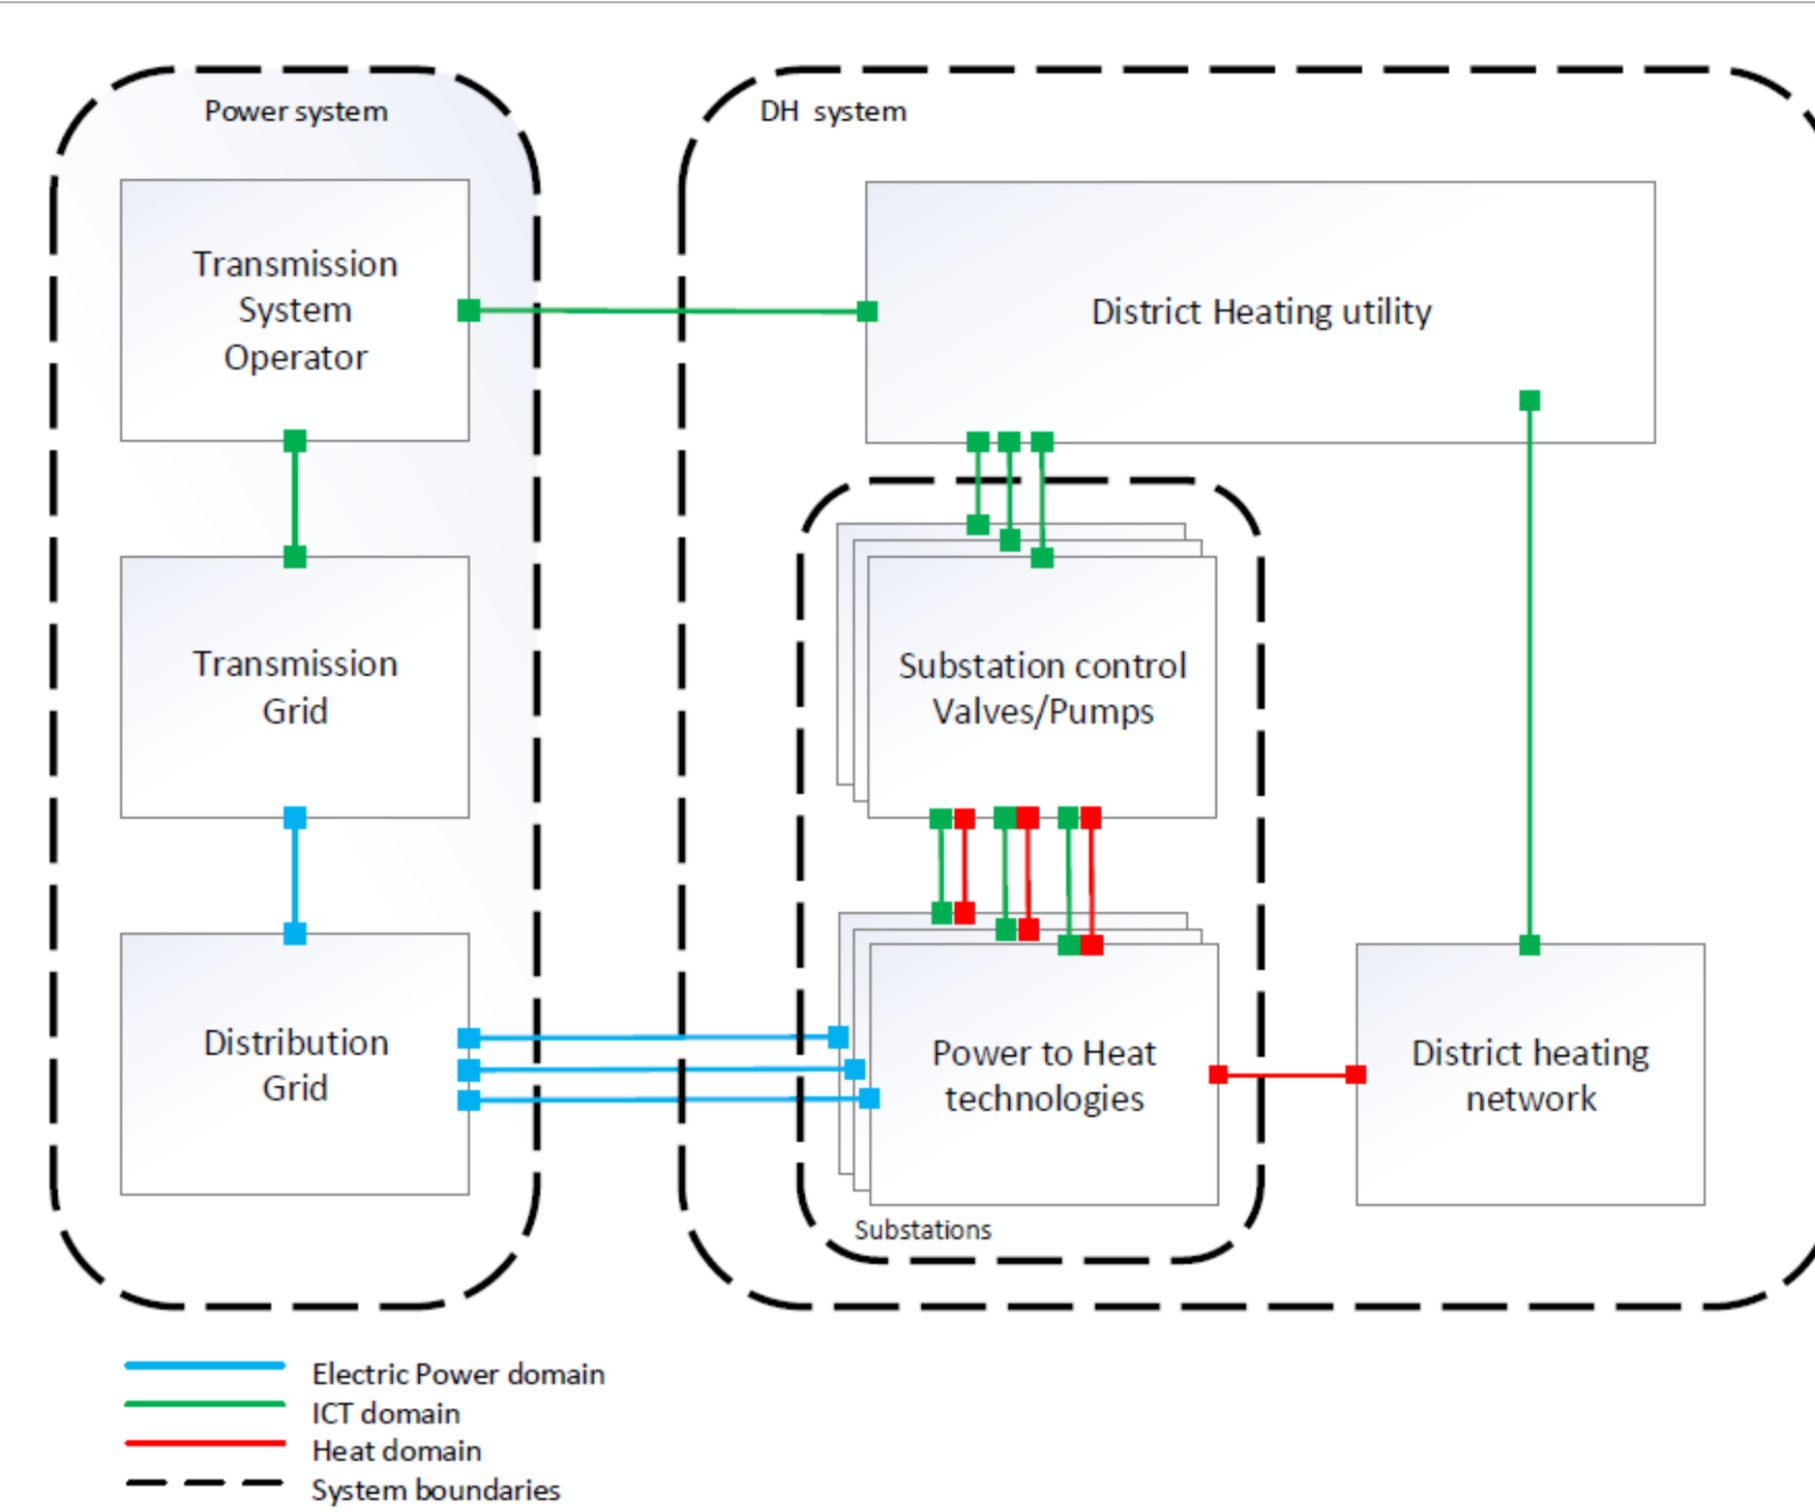 Power system
DH system
Transmission
System
Operator
District Heating utility
Transmission
Grid
Substation control
Valves/Pumps
Distribution
Grid
Power to Heat
technologies
District heating
network
Substations
Electric Power domain
ICT domain
Heat domain
System boundaries